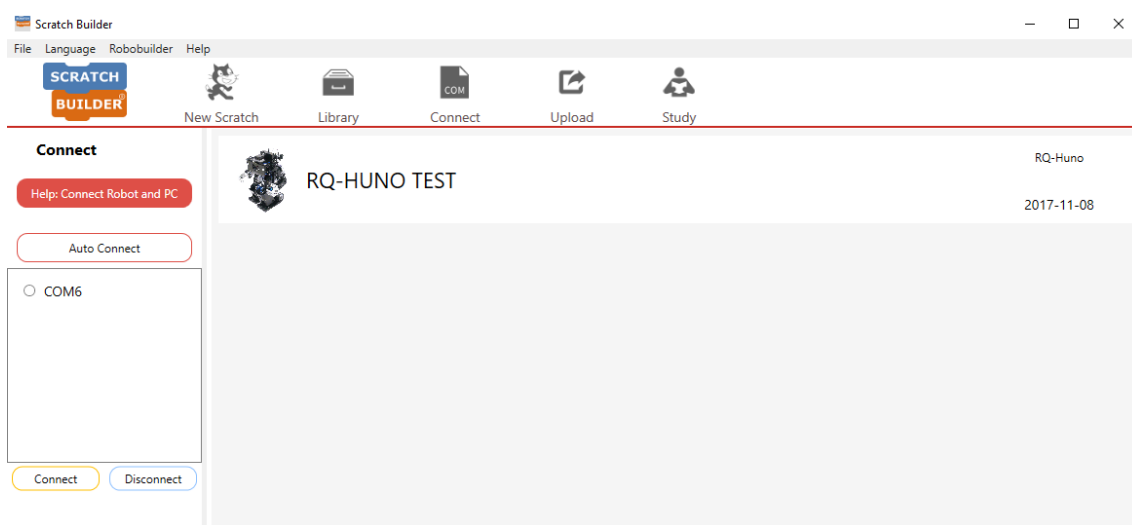 Scratch Builder
File Language Robobuilder Help
SCRATCH
BUILDER®
New Scratch
Library
COM
Connect
Upload
Study
Connect
Help: Connect Robot and PC
Auto Connect
COM6
Connect
Disconnect
RQ-HUNO TEST
RQ-Huno
2017-11-08